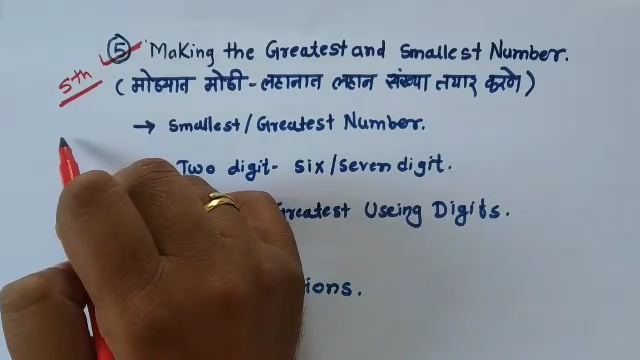 5 Making the Greatest and Smallest Number.
5th
( मोठ्यात मोठी - लहानात लहान संख्या तयार करणे )
→ Smallest/Greatest Number.
Two digit - Six/Seven digit.
Greatest Useing Digits.